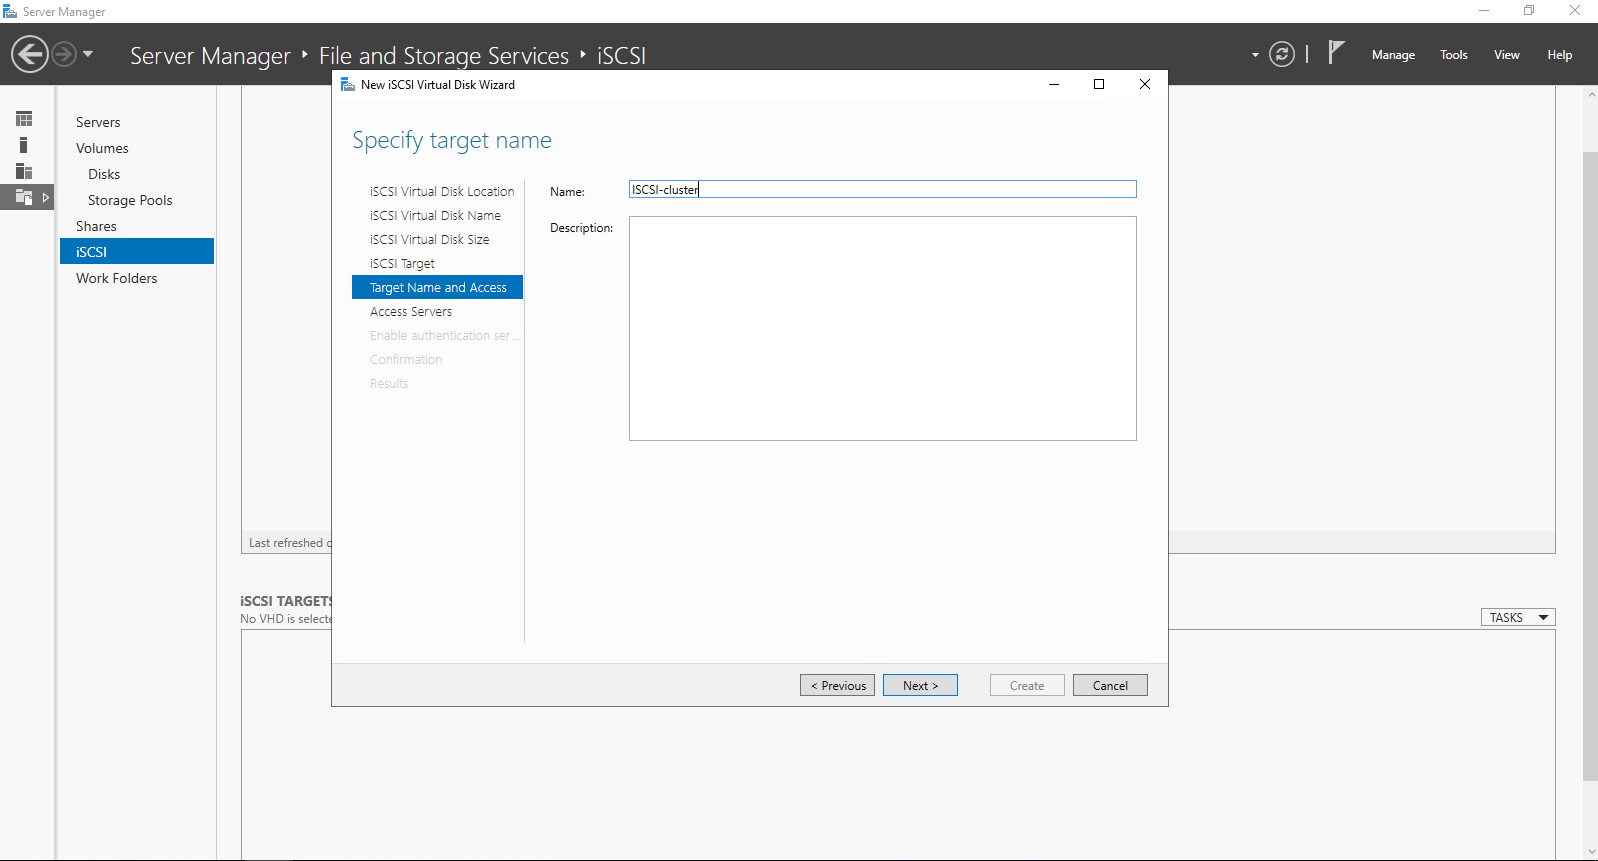 Server Manager
Server Manager ‣ File and Storage Services ‣ iSCSI
Manage Tools View Help
Servers
Volumes
Disks
Storage Pools
Shares
iSCSI
Work Folders
New iSCSI Virtual Disk Wizard
Specify target name
iSCSI Virtual Disk Location
iSCSI Virtual Disk Name
iSCSI Virtual Disk Size
iSCSI Target
Target Name and Access
Access Servers
Enable authentication ser...
Confirmation
Results
Name: ISCSI-cluster
Description:
< Previous Next > Create Cancel
Last refreshed
iSCSI TARGETS
No VHD is selecte
TASKS